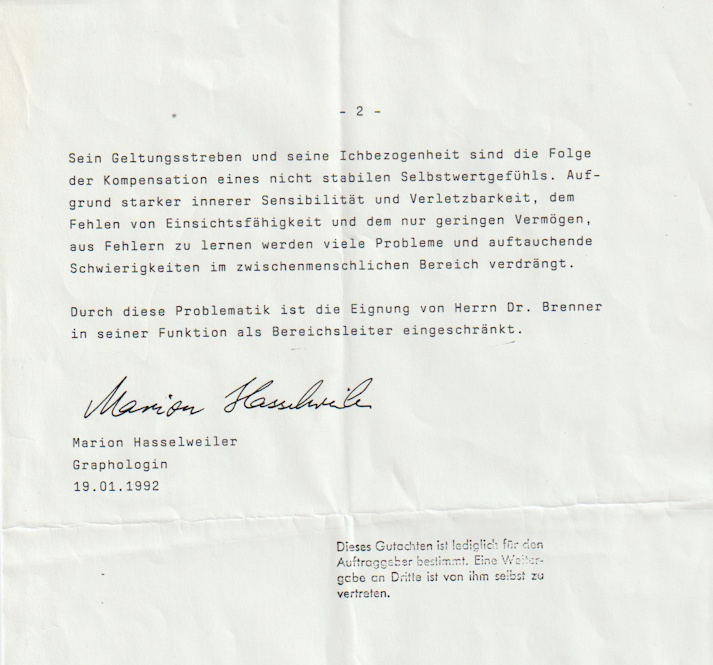 - 2 -
Sein Geltungsstreben und seine Ichbezogenheit sind die Folge
der Kompensation eines nicht stabilen Selbstwertgefühls. Auf-
grund starker innerer Sensibilität und Verletzbarkeit, dem
Fehlen von Einsichtsfähigkeit und dem nur geringen Vermögen,
aus Fehlern zu lernen werden viele Probleme und auftauchende
Schwierigkeiten im zwischenmenschlichen Bereich verdrängt.
Durch diese Problematik ist die Eignung von Herrn Dr. Brenner
in seiner Funktion als Bereichsleiter eingeschränkt.
Marion Hasselweiler
Marion Hasselweiler
Graphologin
19.01.1992
Dieses Gutachten ist lediglich für den
Auftraggeber bestimmt. Eine Weiter-
gabe an Dritte ist von ihm selbst zu
vertreten.